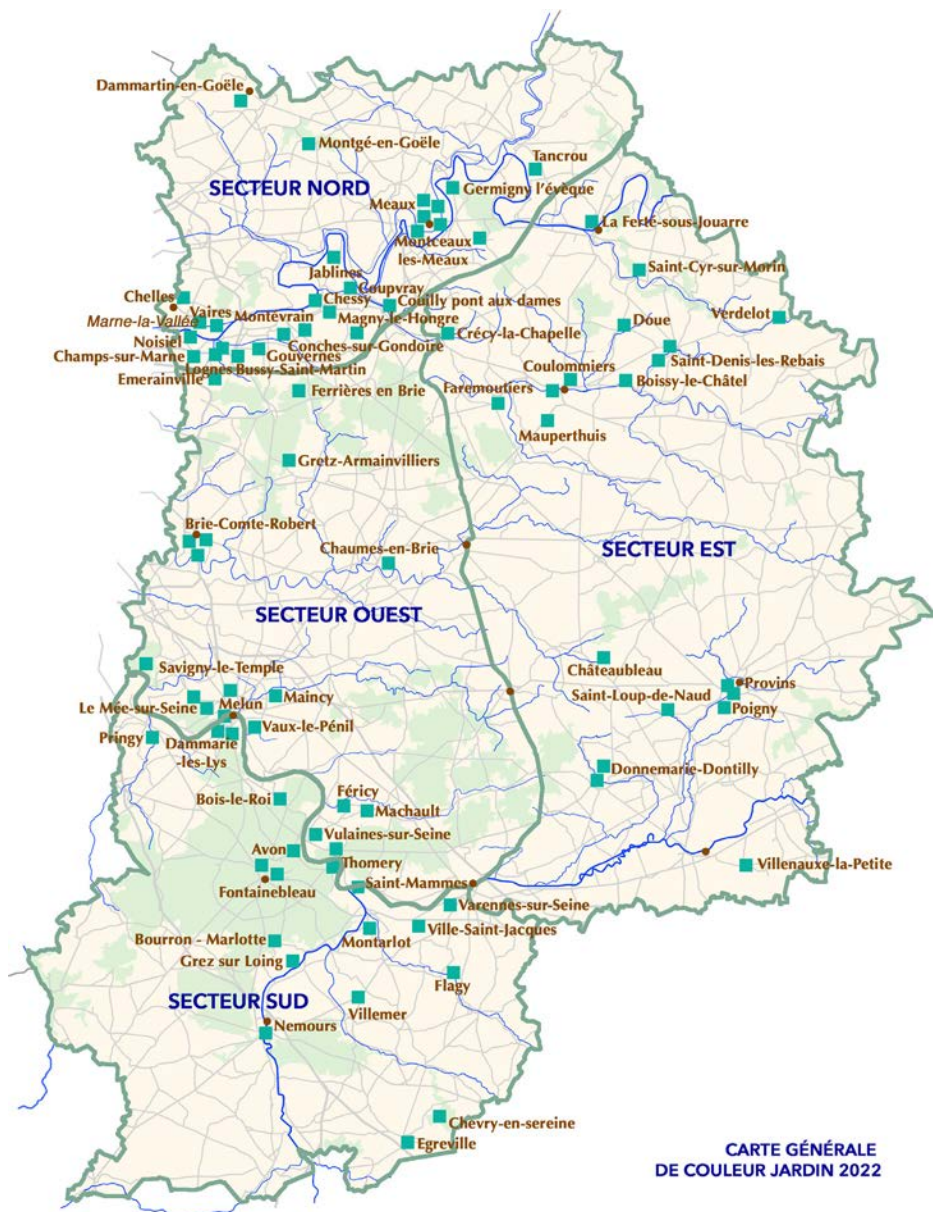 Dammartin-en-Goële
Montgé-en-Goële
Tancrou
SECTEUR NORD
Germigny l'évèque
Meaux
La Ferté-sous-Jouarre
Montceaux
les-Meaux
Jablines
Saint-Cyr-sur-Morin
Coupvray
Chelles
Chessy
Couilly pont aux dames
Vaires
Montévrain
Magny-le-Hongre
Verdelot
Marne-la-Vallée
Doue
Noisiel
Conches-sur-Gondoire
Crécy-la-Chapelle
Champs-sur-Marne
Gouvernes
Saint-Denis-les-Rebais
Lognes
Bussy-Saint-Martin
Coulommiers
Emerainville
Boissy-le-Châtel
Ferrières en Brie
Faremoutiers
Mauperthuis
Gretz-Armainvilliers
Brie-Comte-Robert
Chaumes-en-Brie
SECTEUR EST
SECTEUR OUEST
Savigny-le-Temple
Châteaubleau
Provins
Maincy
Saint-Loup-de-Naud
Le Mée-sur-Seine
Melun
Poigny
Vaux-le-Pénil
Pringy
Dammarie
-les-Lys
Donnemarie-Dontilly
Bois-le-Roi
Féricy
Machault
Vulaines-sur-Seine
Avon
Thomery
Villenauxe-la-Petite
Fontainebleau
Saint-Mammes
Varennes-sur-Seine
Ville-Saint-Jacques
Montarlot
Bourron - Marlotte
Grez sur Loing
Flagy
SECTEUR SUD
Villemer
Nemours
Chevry-en-sereine
Egreville
CARTE GÉNÉRALE
DE COULEUR JARDIN 2022